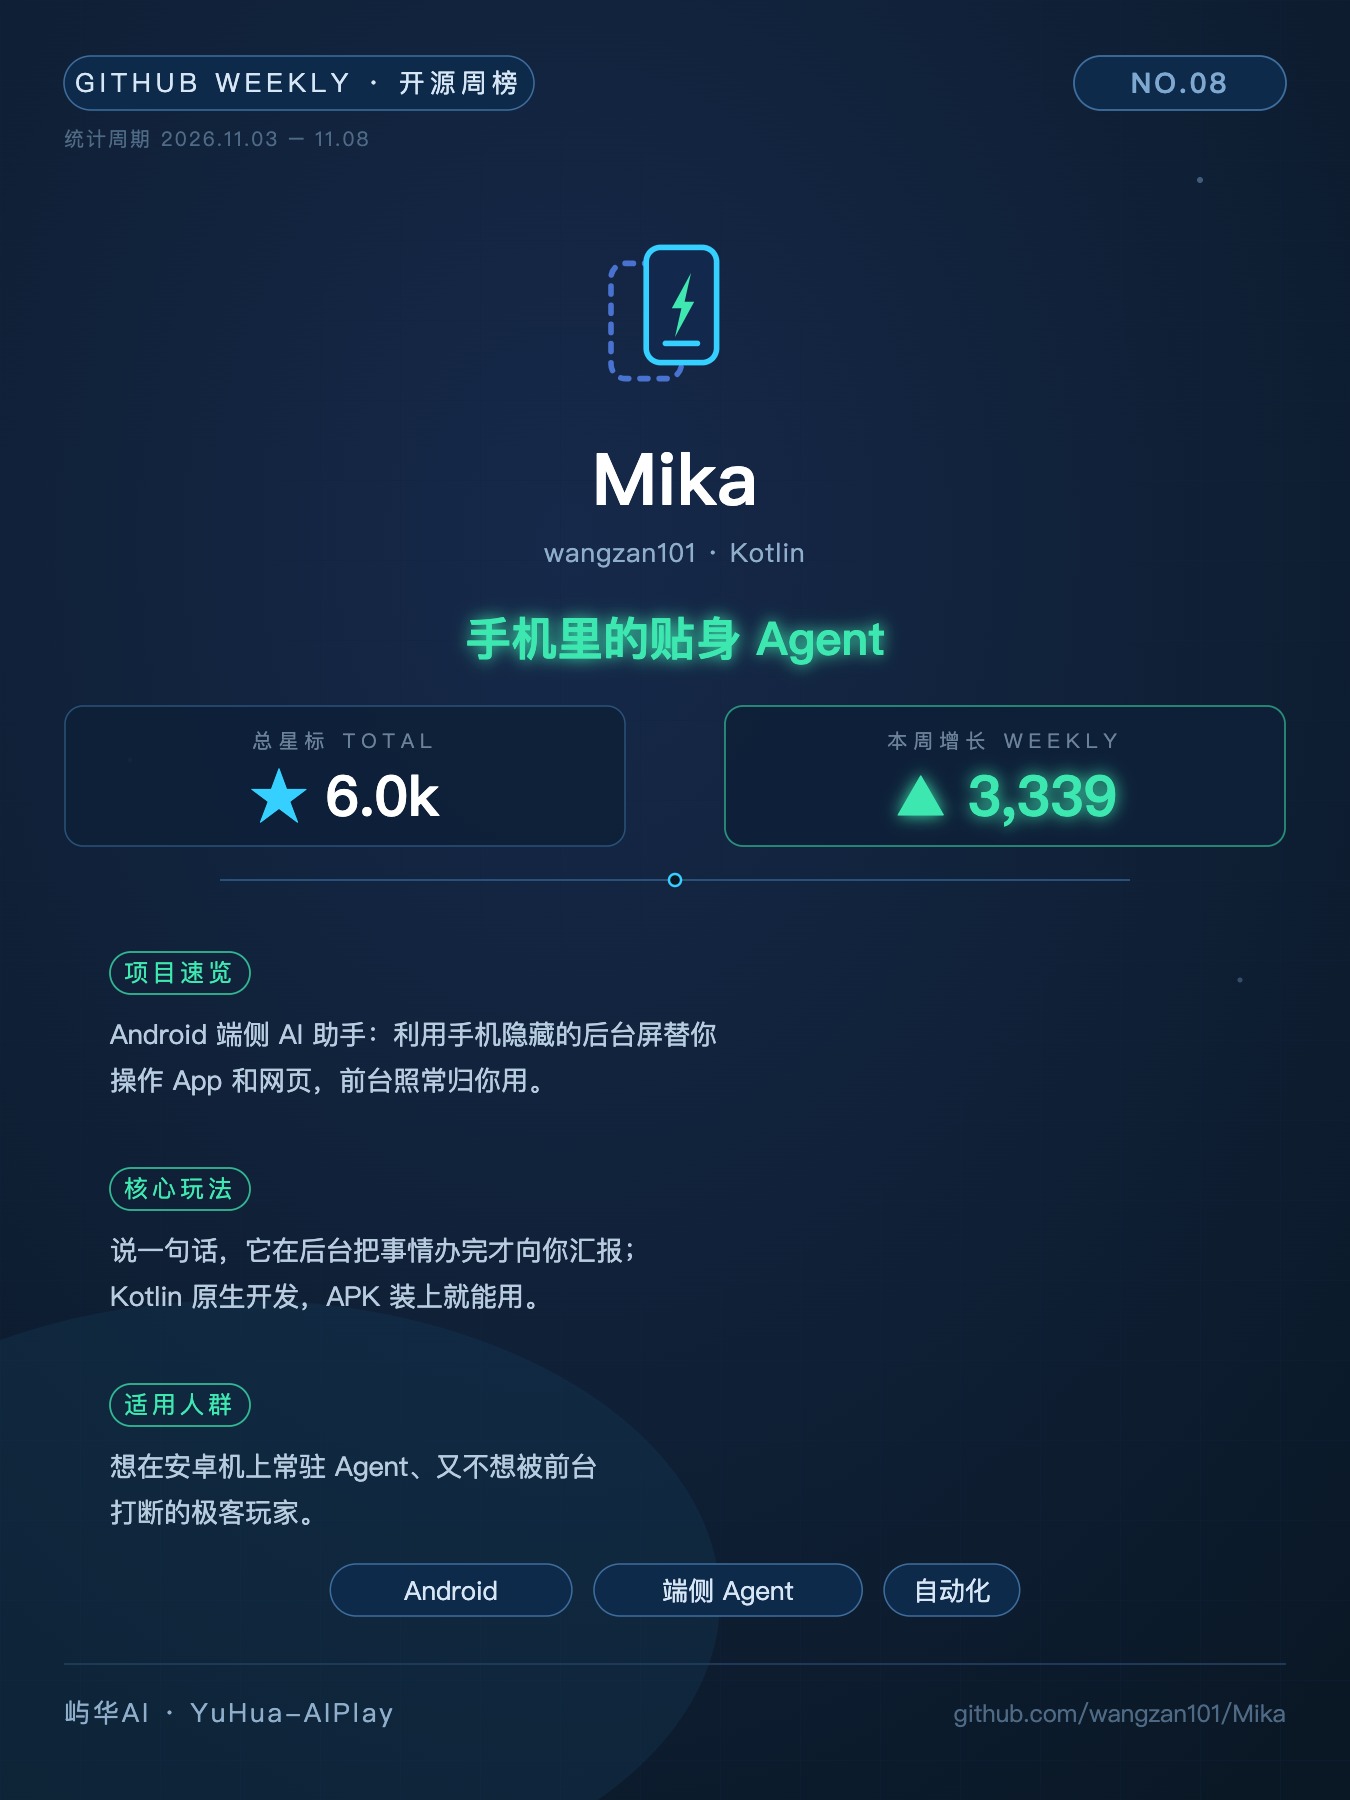 GITHUB WEEKLY · 开源周榜
NO.08
统计周期 2026.11.03 — 11.08
Mika
wangzan101 · Kotlin
手机里的贴身 Agent
总星标 TOTAL
★ 6.0k
本周增长 WEEKLY
▲ 3,339
项目速览
Android 端侧 AI 助手：利用手机隐藏的后台屏替你
操作 App 和网页，前台照常归你用。
核心玩法
说一句话，它在后台把事情办完才向你汇报；
Kotlin 原生开发，APK 装上就能用。
适用人群
想在安卓机上常驻 Agent、又不想被前台
打断的极客玩家。
Android
端侧 Agent
自动化
屿华AI · YuHua-AIPlay
github.com/wangzan101/Mika